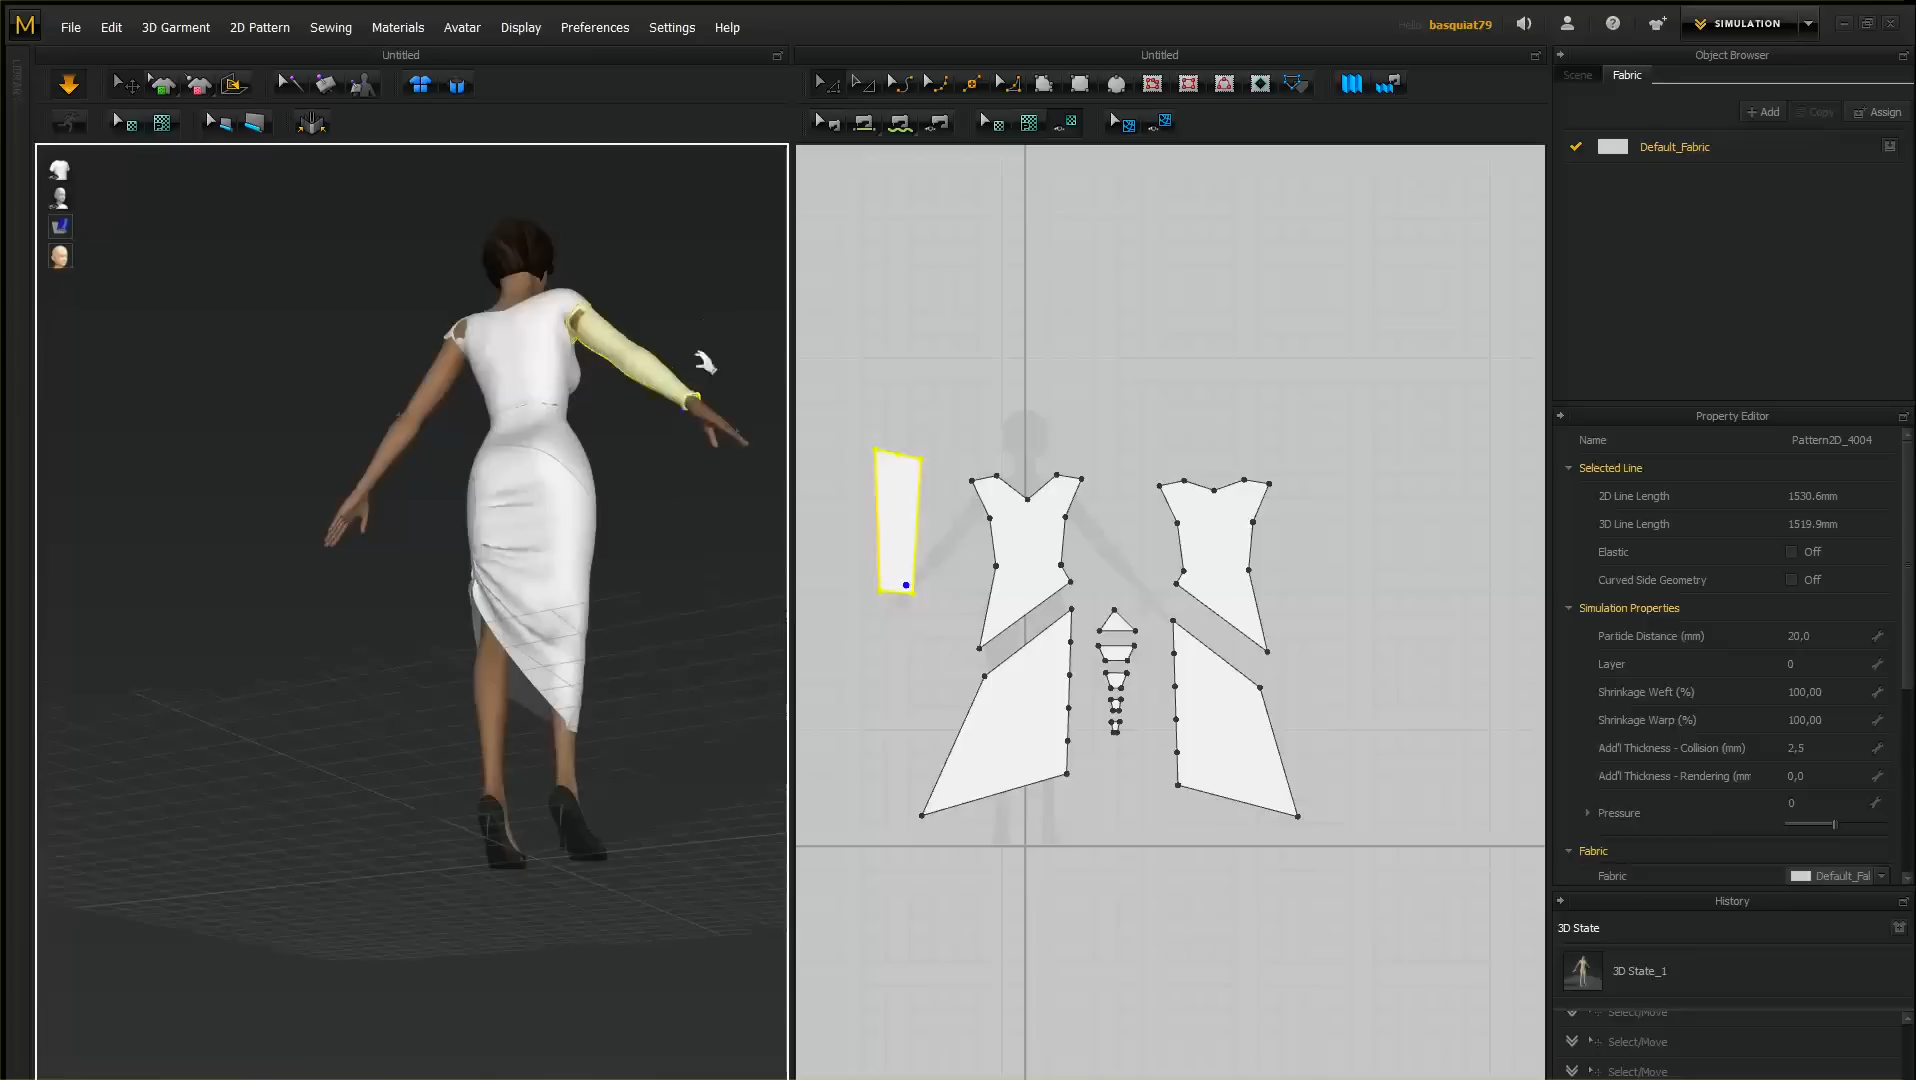 M File Edit 3D Garment 2D Pattern Sewing Materials Avatar Display Preferences Settings Help Hello, basquiat79 SIMULATION
Untitled Untitled Object Browser
LIBRARY
Scene Fabric
+ Add Copy Assign
Default_Fabric
Property Editor
Name Pattern2D_4004
Selected Line
2D Line Length 1530.6mm
3D Line Length 1519.9mm
Elastic Off
Curved Side Geometry Off
Simulation Properties
Particle Distance (mm) 20,0
Layer 0
Shrinkage Weft (%) 100,00
Shrinkage Warp (%) 100,00
Add'l Thickness - Collision (mm) 2,5
Add'l Thickness - Rendering (mm 0,0
Pressure 0
Fabric
Fabric Default_Fal
History
3D State
3D State_1
Select/Move
Select/Move
Select/Move